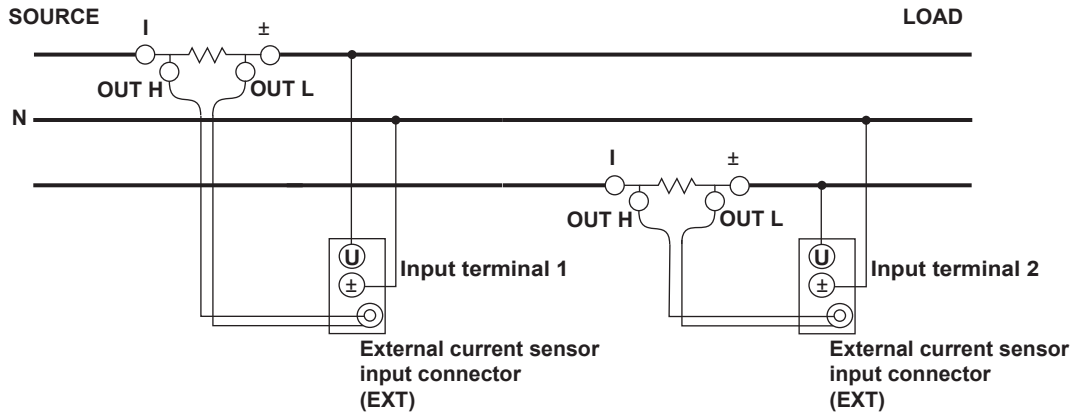 SOURCE
LOAD
I
±
OUT H
OUT L
N
I
±
OUT H
OUT L
U
±
Input terminal 1
U
±
Input terminal 2
External current sensor
input connector
(EXT)
External current sensor
input connector
(EXT)